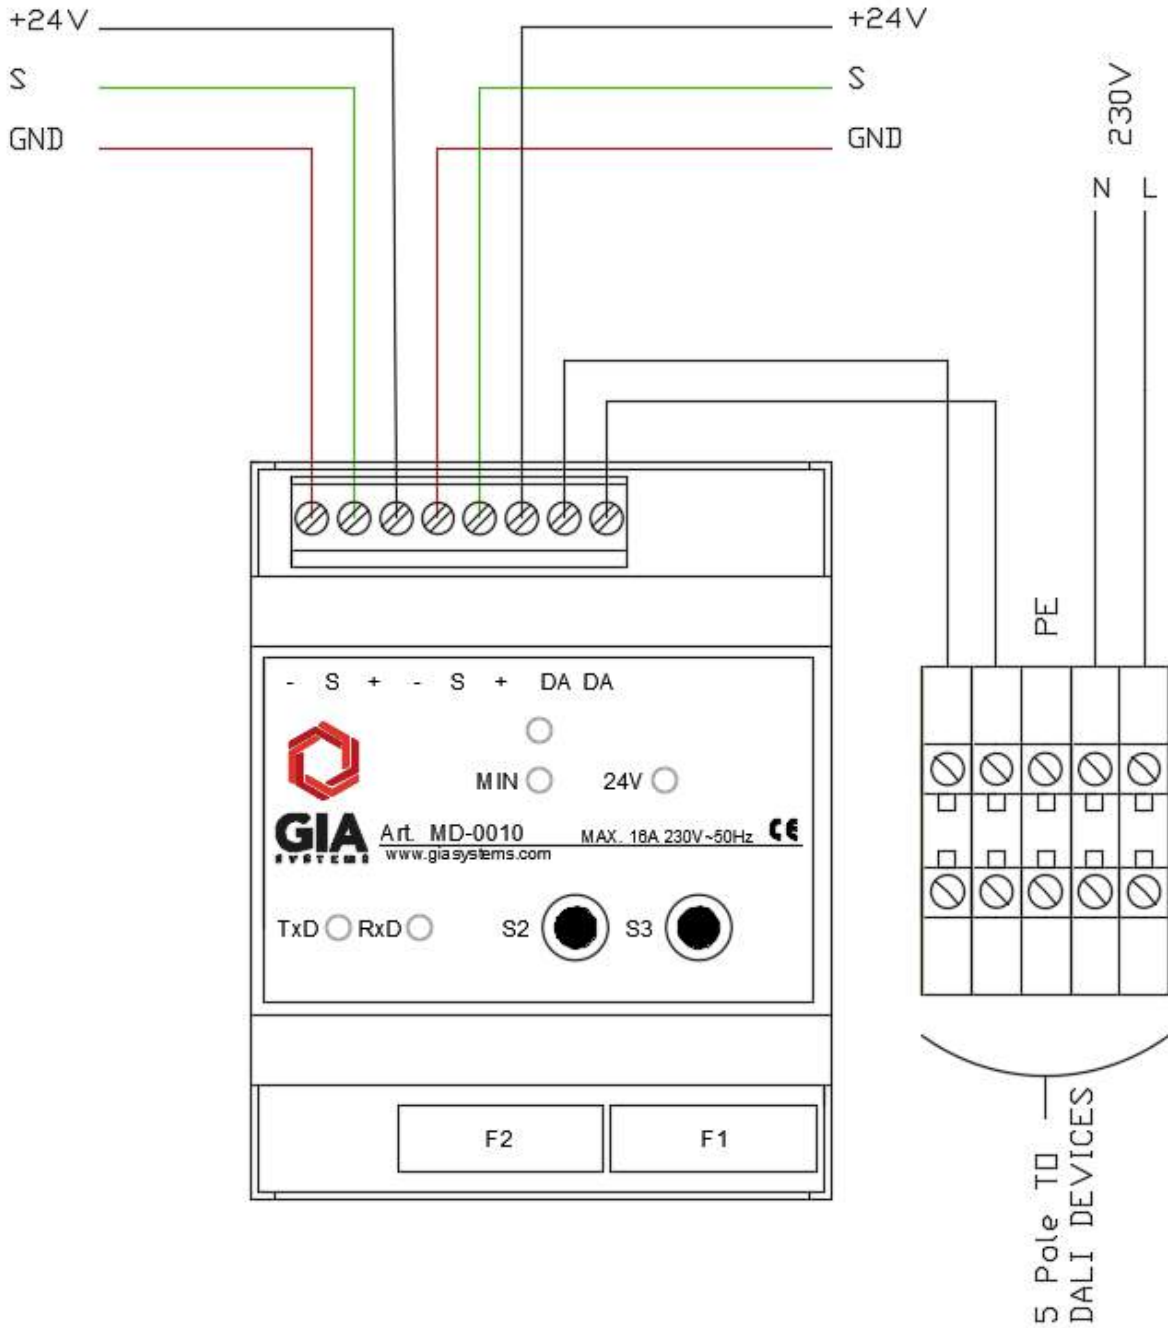 +24V
+24V
S
S
GND
GND
230V
N L
PE
- S + - S + DA DA
MIN 24V
GIA
SYSTEMS
Art. MD-0010 MAX. 16A 230V~50Hz CE
www.giasystems.com
TxD RxD S2 S3
F2 F1
5 Pole TO
DALI DEVICES